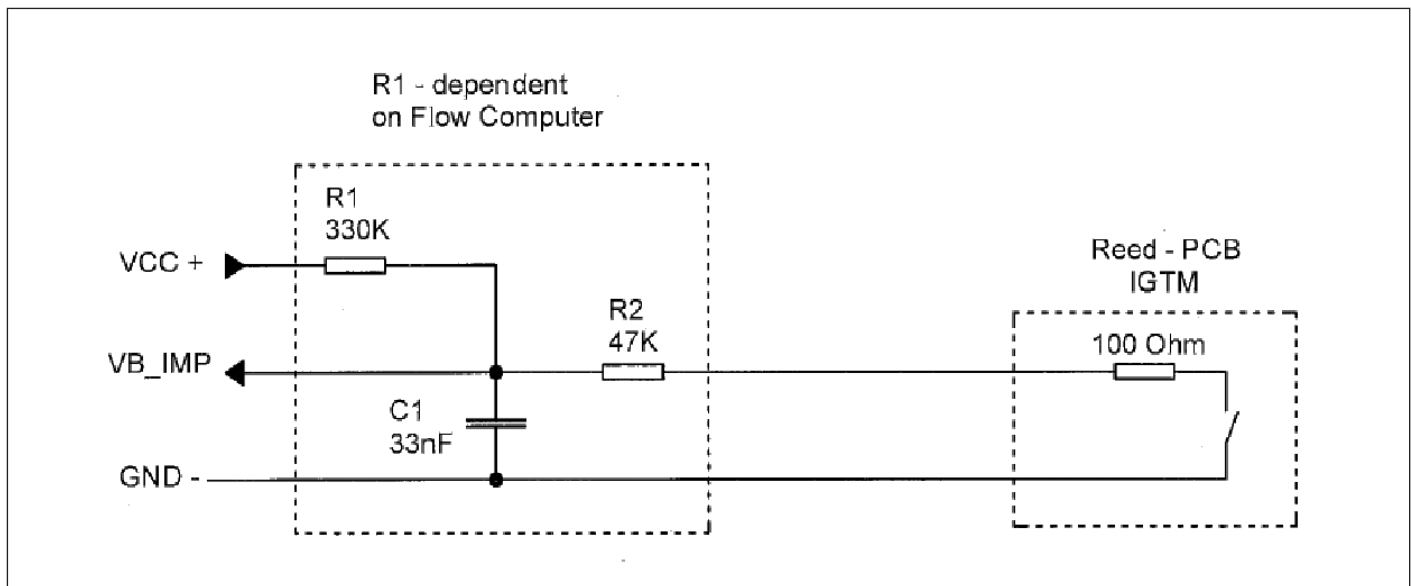 R1 - dependent
on Flow Computer
R1
330K
VCC +
Reed - PCB
IGTM
R2
47K
100 Ohm
VB_IMP
C1
33nF
GND -